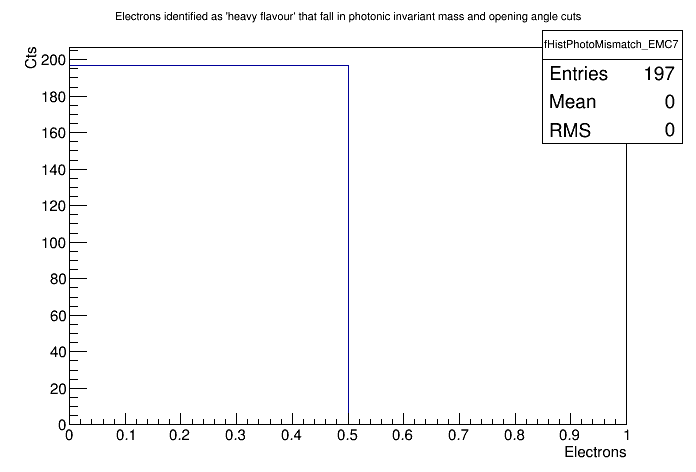 Electrons identified as 'heavy flavour' that fall in photonic invariant mass and opening angle cuts
fHistPhotoMismatch_EMC7
Entries 197
Mean 0
RMS 0
Cts
200
180
160
140
120
100
80
60
40
20
0
0 0.1 0.2 0.3 0.4 0.5 0.6 0.7 0.8 0.9 1
Electrons